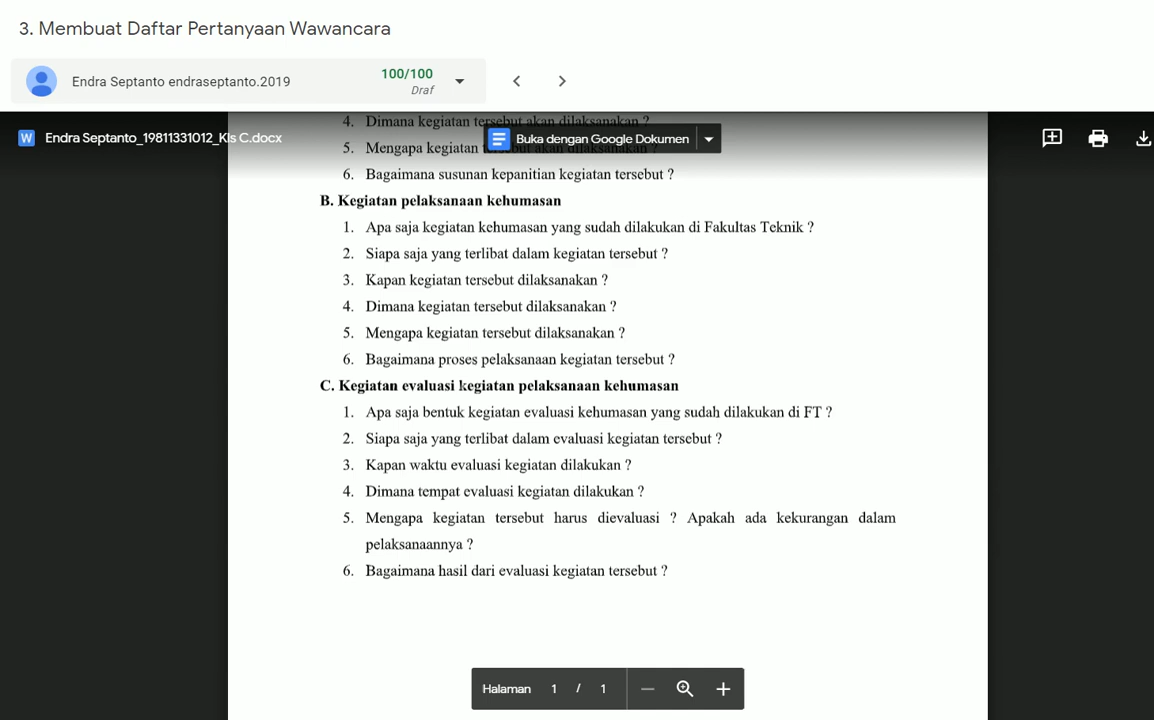 3. Membuat Daftar Pertanyaan Wawancara
Endra Septanto endraseptanto.2019
100/100
Draf
4. Dimana kegiatan tersebut akan dilaksanakan ?
Endra Septanto_19811331012_Kls C.docx
Buka dengan Google Dokumen
5. Mengapa kegiatan tersebut akan dilaksanakan ?
6. Bagaimana susunan kepanitian kegiatan tersebut ?
B. Kegiatan pelaksanaan kehumasan
1. Apa saja kegiatan kehumasan yang sudah dilakukan di Fakultas Teknik ?
2. Siapa saja yang terlibat dalam kegiatan tersebut ?
3. Kapan kegiatan tersebut dilaksanakan ?
4. Dimana kegiatan tersebut dilaksanakan ?
5. Mengapa kegiatan tersebut dilaksanakan ?
6. Bagaimana proses pelaksanaan kegiatan tersebut ?
C. Kegiatan evaluasi kegiatan pelaksanaan kehumasan
1. Apa saja bentuk kegiatan evaluasi kehumasan yang sudah dilakukan di FT ?
2. Siapa saja yang terlibat dalam evaluasi kegiatan tersebut ?
3. Kapan waktu evaluasi kegiatan dilakukan ?
4. Dimana tempat evaluasi kegiatan dilakukan ?
5. Mengapa kegiatan tersebut harus dievaluasi ? Apakah ada kekurangan dalam
pelaksanaannya ?
6. Bagaimana hasil dari evaluasi kegiatan tersebut ?
Halaman 1 / 1